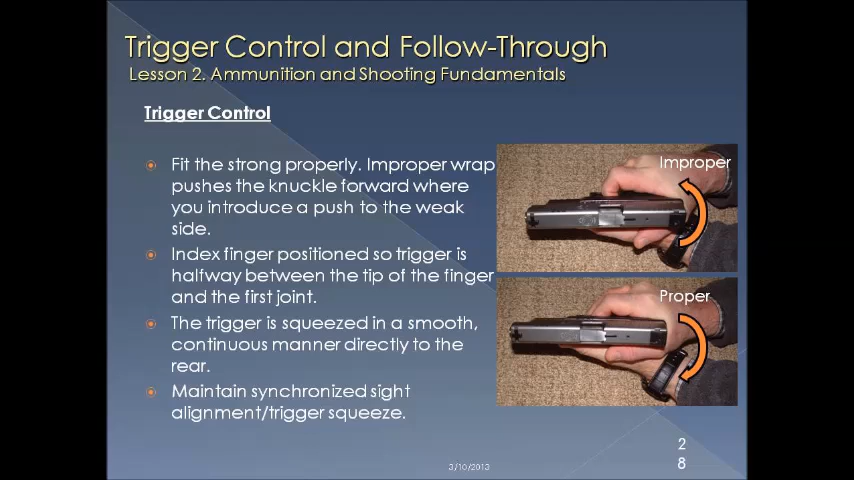 Trigger Control and Follow-Through
Lesson 2. Ammunition and Shooting Fundamentals
Trigger Control
Fit the strong properly. Improper wrap
pushes the knuckle forward where
you introduce a push to the weak
side.
Index finger positioned so trigger is
halfway between the tip of the finger
and the first joint.
The trigger is squeezed in a smooth,
continuous manner directly to the
rear.
Maintain synchronized sight
alignment/trigger squeeze.
Improper
Proper
3/10/2013
2
8